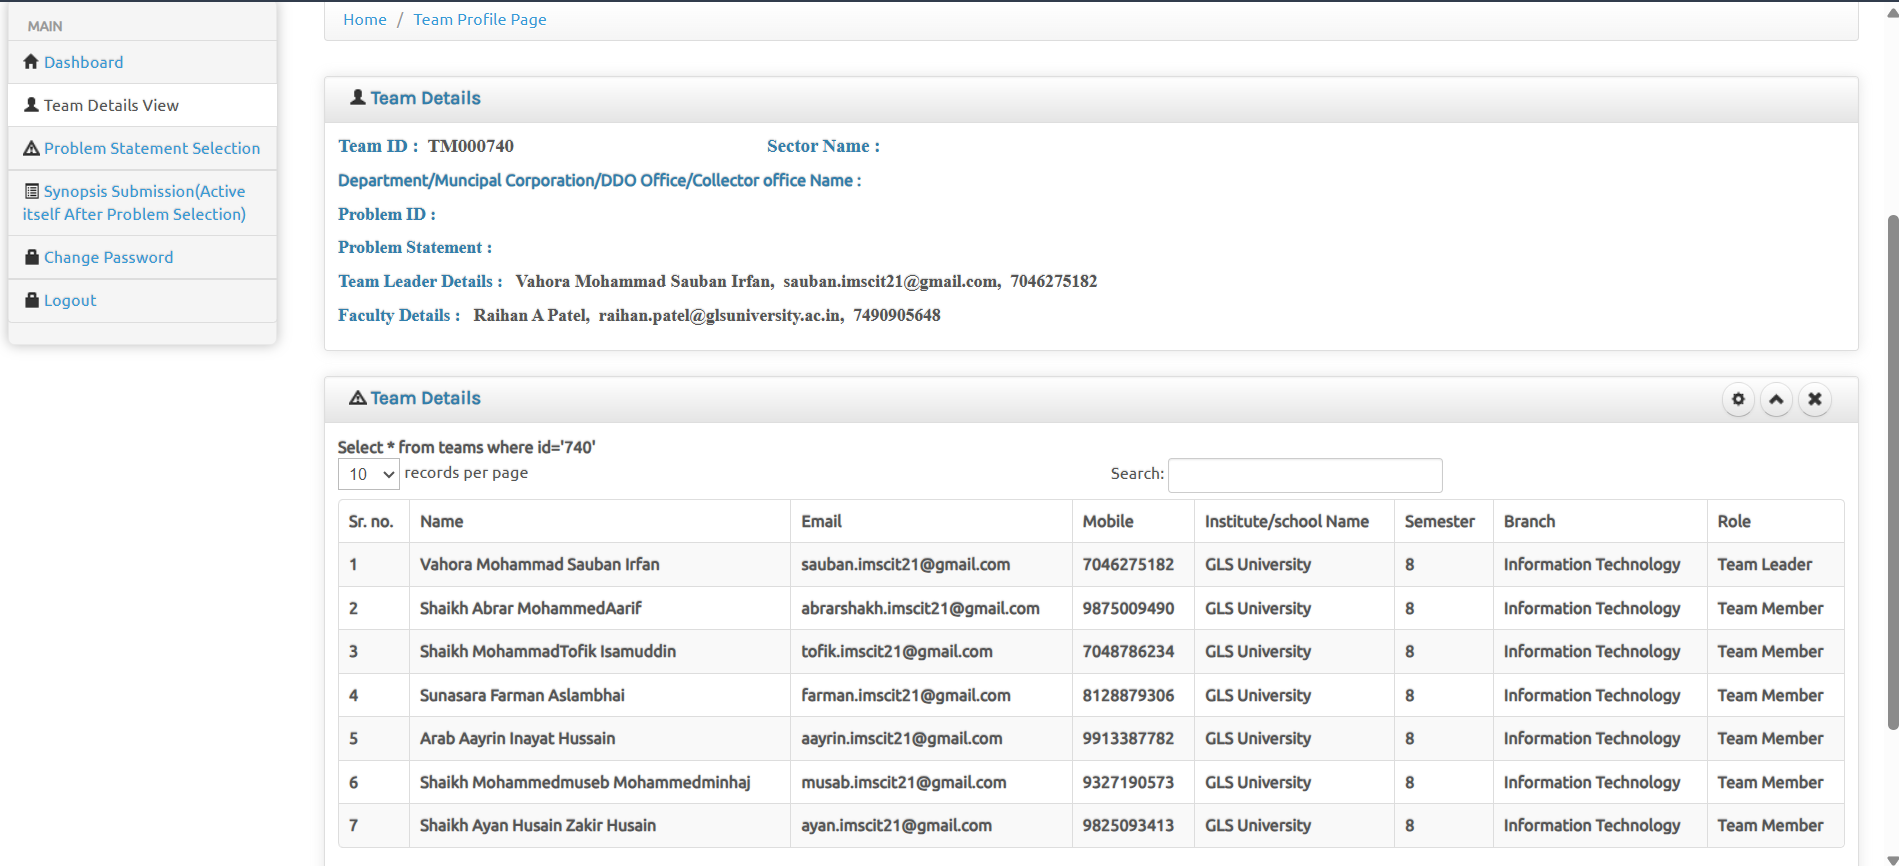 MAIN
Dashboard
Team Details View
Problem Statement Selection
Synopsis Submission(Active
itself After Problem Selection)
Change Password
Logout
Home / Team Profile Page
Team Details
Team ID : TM000740 Sector Name :
Department/Muncipal Corporation/DDO Office/Collector office Name :
Problem ID :
Problem Statement :
Team Leader Details : Vahora Mohammad Sauban Irfan, sauban.imscit21@gmail.com, 7046275182
Faculty Details : Raihan A Patel, raihan.patel@glsuniversity.ac.in, 7490905648
Team Details
Select * from teams where id='740'
10 records per page Search:
Sr. no. Name Email Mobile Institute/school Name Semester Branch Role
1 Vahora Mohammad Sauban Irfan sauban.imscit21@gmail.com 7046275182 GLS University 8 Information Technology Team Leader
2 Shaikh Abrar MohammedAarif abrarshakh.imscit21@gmail.com 9875009490 GLS University 8 Information Technology Team Member
3 Shaikh MohammadTofik Isamuddin tofik.imscit21@gmail.com 7048786234 GLS University 8 Information Technology Team Member
4 Sunasara Farman Aslambhai farman.imscit21@gmail.com 8128879306 GLS University 8 Information Technology Team Member
5 Arab Aayrin Inayat Hussain aayrin.imscit21@gmail.com 9913387782 GLS University 8 Information Technology Team Member
6 Shaikh Mohammedmuseb Mohammedminhaj musab.imscit21@gmail.com 9327190573 GLS University 8 Information Technology Team Member
7 Shaikh Ayan Husain Zakir Husain ayan.imscit21@gmail.com 9825093413 GLS University 8 Information Technology Team Member